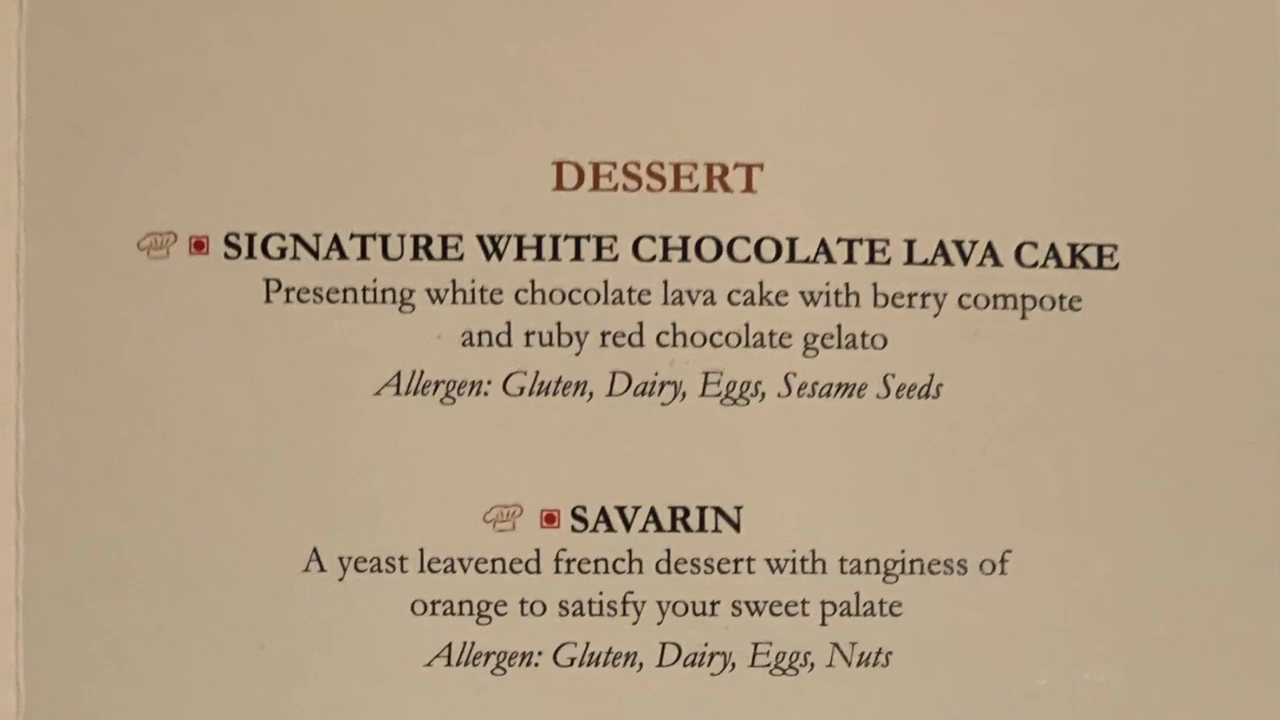 DESSERT
SIGNATURE WHITE CHOCOLATE LAVA CAKE
Presenting white chocolate lava cake with berry compote
and ruby red chocolate gelato
Allergen: Gluten, Dairy, Eggs, Sesame Seeds
SAVARIN
A yeast leavened french dessert with tanginess of
orange to satisfy your sweet palate
Allergen: Gluten, Dairy, Eggs, Nuts